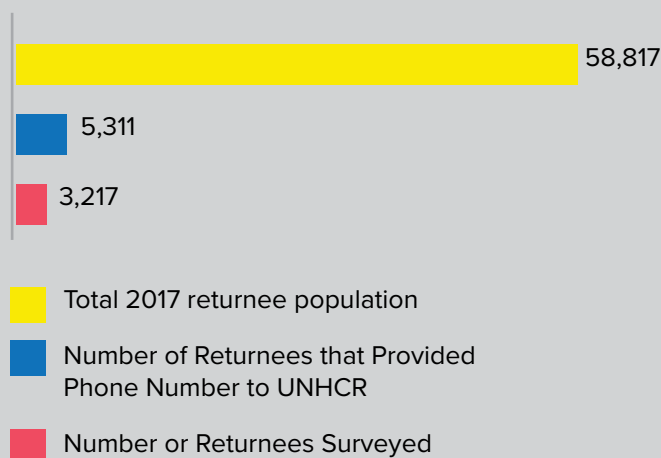 58,817
5,311
3,217
Total 2017 returnee population
Number of Returnees that Provided
Phone Number to UNHCR
Number or Returnees Surveyed